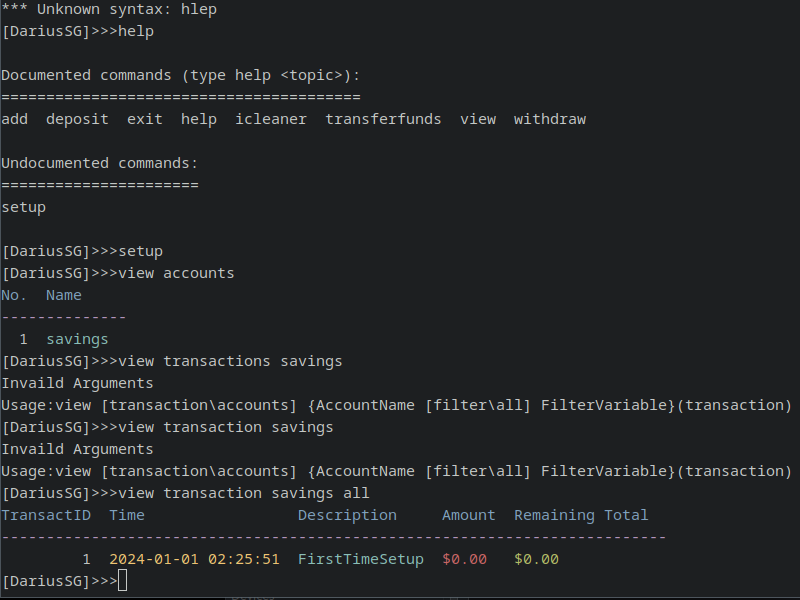 *** Unknown syntax: hlep
[DariusSG]>>>help
Documented commands (type help <topic>):
========================================
add  deposit  exit  help  icleaner  transferfunds  view  withdraw
Undocumented commands:
======================
setup
[DariusSG]>>>setup
[DariusSG]>>>view accounts
No.  Name
--------------
  1  savings
[DariusSG]>>>view transactions savings
Invaild Arguments
Usage:view [transaction\accounts] {AccountName [filter\all] FilterVariable}(transaction)
[DariusSG]>>>view transaction savings
Invaild Arguments
Usage:view [transaction\accounts] {AccountName [filter\all] FilterVariable}(transaction)
[DariusSG]>>>view transaction savings all
TransactID  Time                 Description     Amount  Remaining Total
--------------------------------------------------------------------------
         1  2024-01-01 02:25:51  FirstTimeSetup  $0.00   $0.00
[DariusSG]>>>